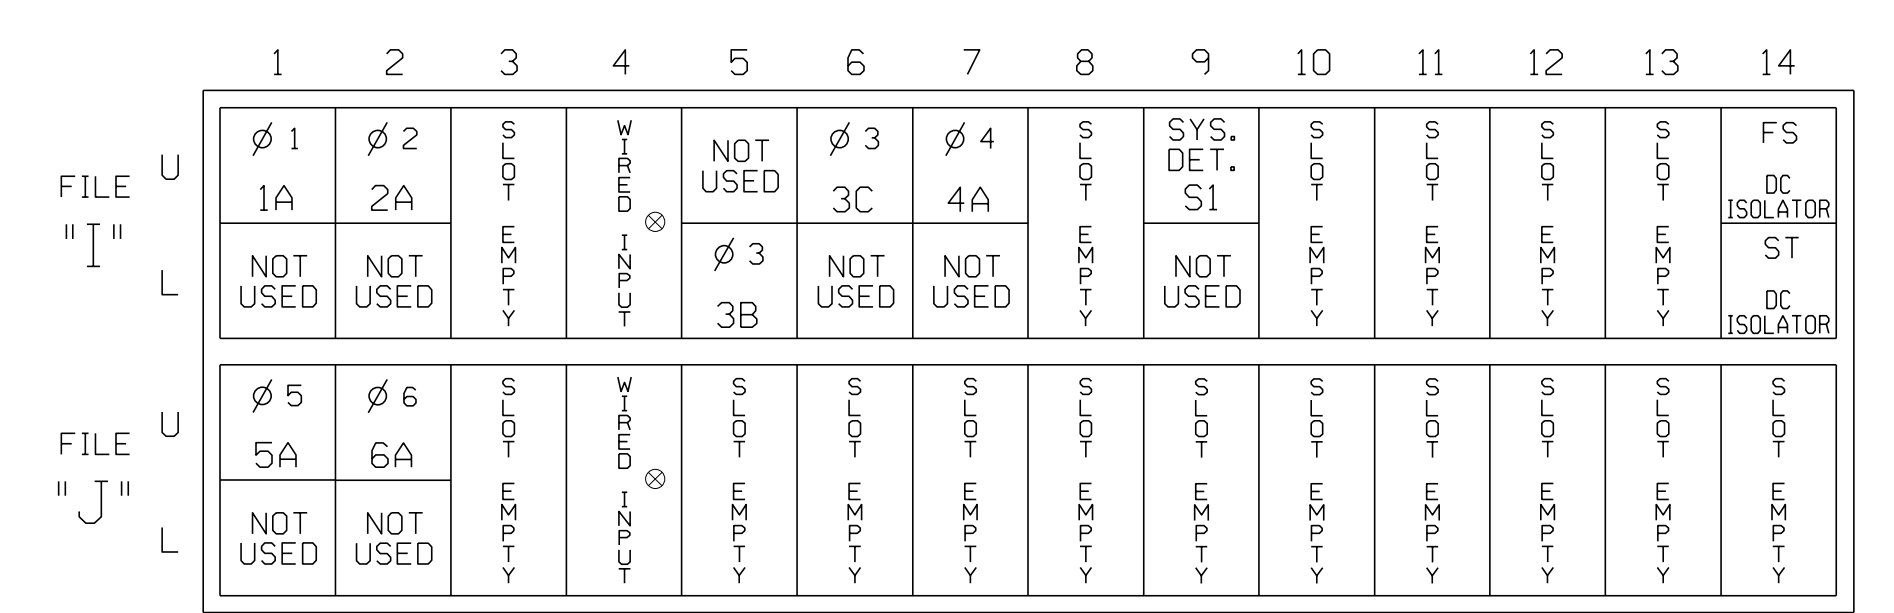 1 2 3 4 5 6 7 8 9 10 11 12 13 14
FILE
"I"
U
L
Ø 1
1A
NOT
USED
Ø 2
2A
NOT
USED
SLOT EMPTY
WIRED INPUT
NOT
USED
Ø 3
3B
Ø 3
3C
NOT
USED
Ø 4
4A
NOT
USED
SLOT EMPTY
SYS.
DET.
S1
NOT
USED
SLOT EMPTY
SLOT EMPTY
SLOT EMPTY
SLOT EMPTY
FS
DC
ISOLATOR
ST
DC
ISOLATOR
FILE
"J"
U
L
Ø 5
5A
NOT
USED
Ø 6
6A
NOT
USED
SLOT EMPTY
WIRED INPUT
SLOT EMPTY
SLOT EMPTY
SLOT EMPTY
SLOT EMPTY
SLOT EMPTY
SLOT EMPTY
SLOT EMPTY
SLOT EMPTY
SLOT EMPTY
SLOT EMPTY